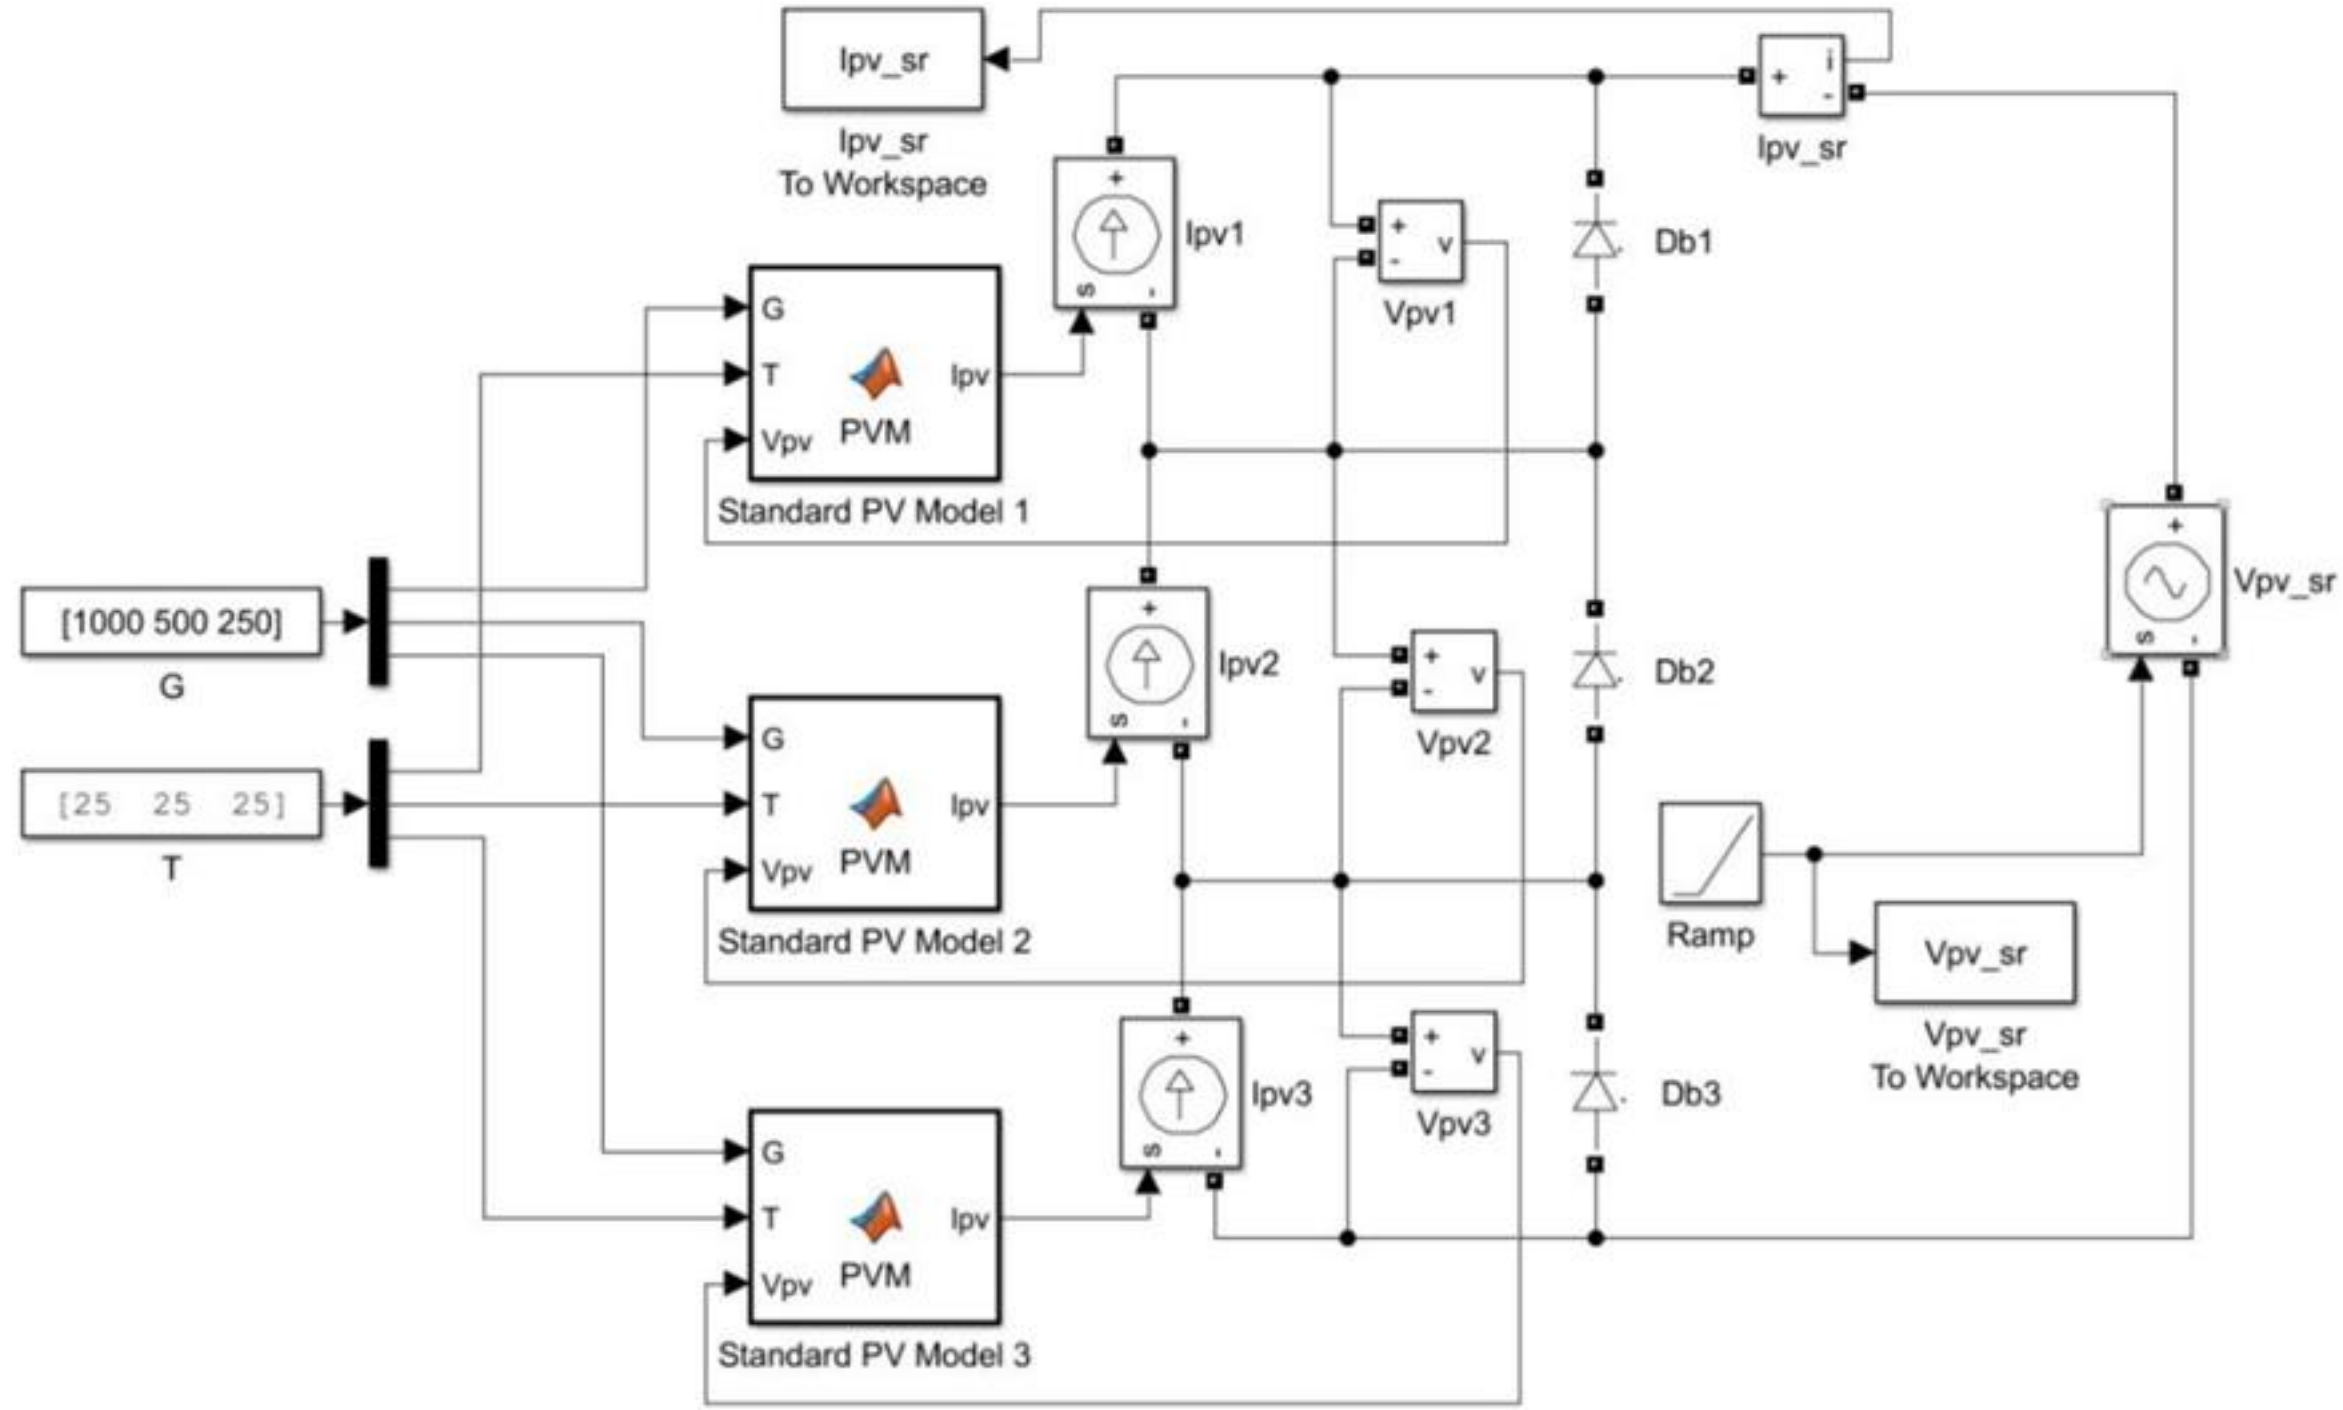 Ipv_sr
Ipv_sr
To Workspace
+
i
-
Ipv_sr
+
Ipv1
s
-
+
-
v
Vpv1
Db1
G
T
Vpv
Ipv
PVM
Standard PV Model 1
[1000 500 250]
G
[25 25 25]
T
+
Ipv2
s
-
+
-
v
Vpv2
Db2
+
Vpv_sr
s
-
G
T
Vpv
Ipv
PVM
Standard PV Model 2
Ramp
Vpv_sr
Vpv_sr
To Workspace
+
Ipv3
s
-
+
-
v
Vpv3
Db3
G
T
Vpv
Ipv
PVM
Standard PV Model 3